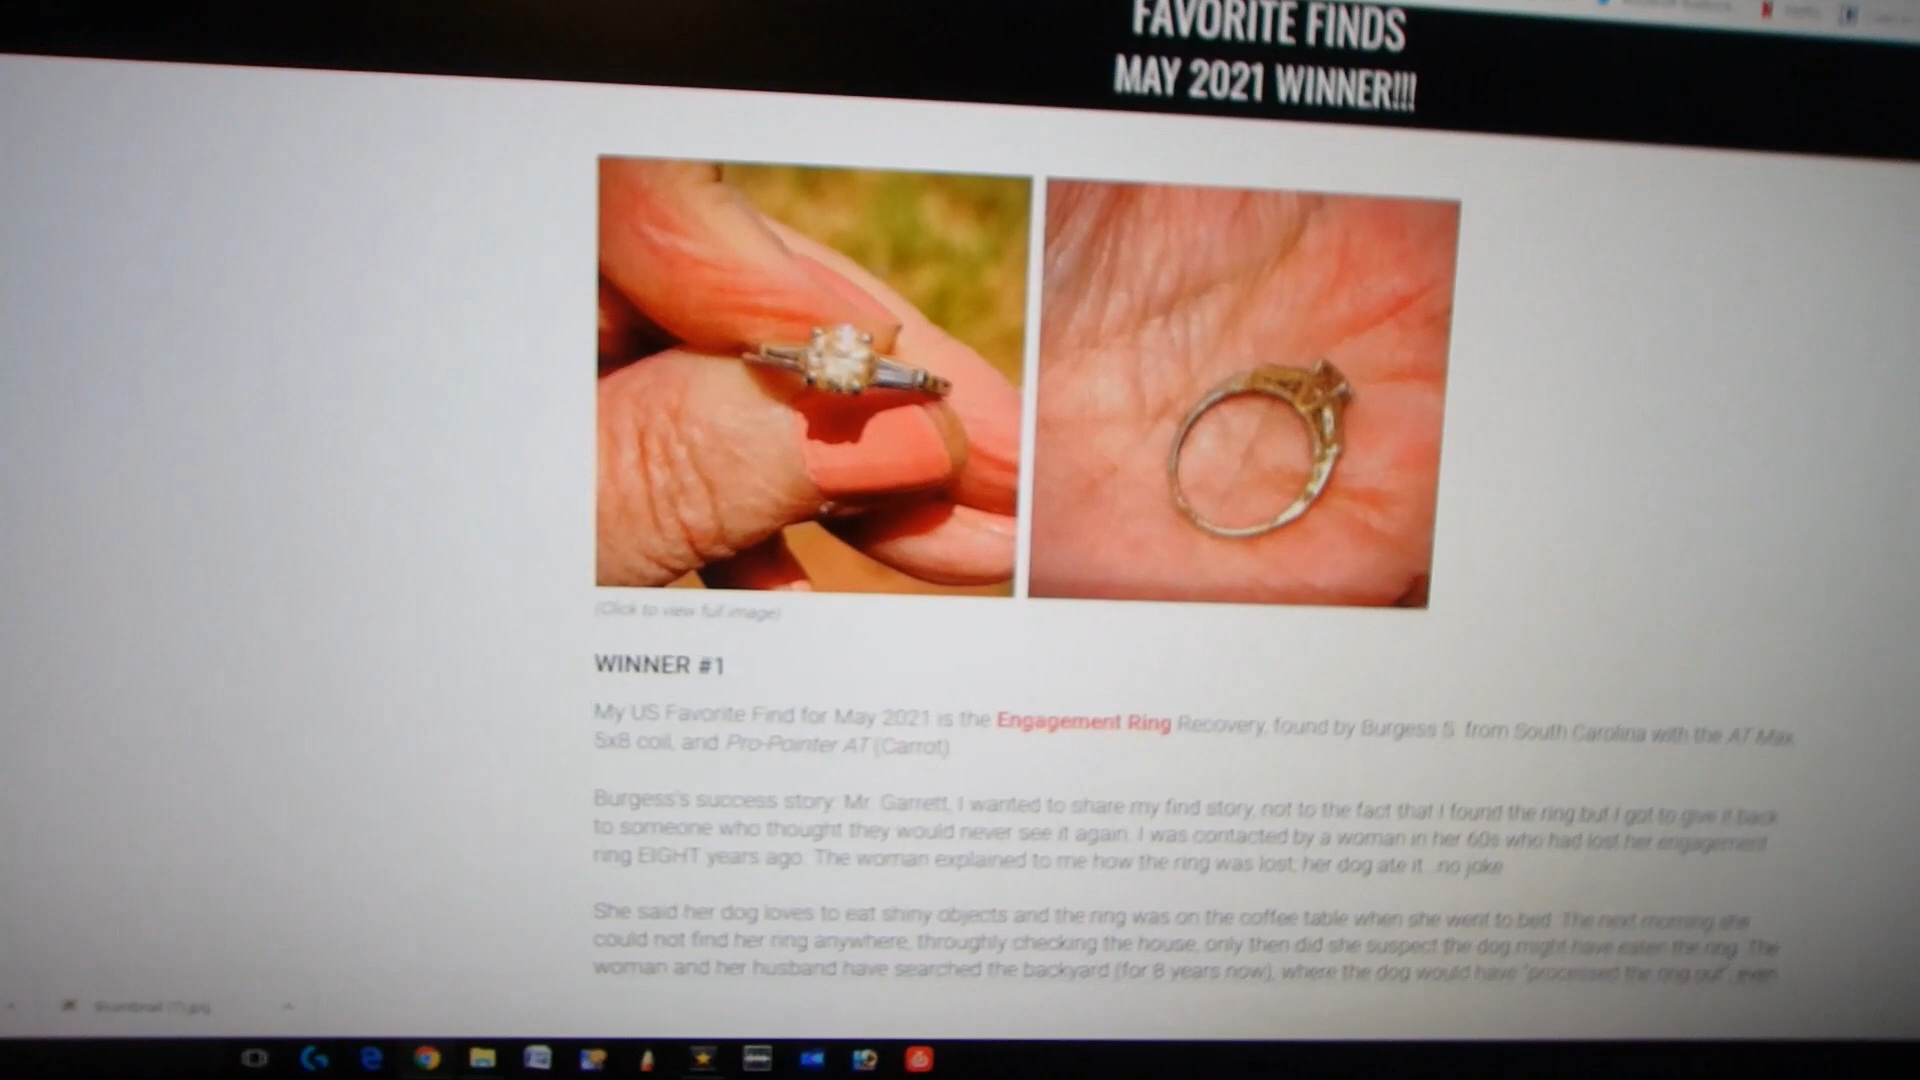 FAVORITE FINDS
MAY 2021 WINNER!!!
(Click to view full image)
WINNER #1
My US Favorite Find for May 2021 is the Engagement Ring Recovery, found by Burgess S. from South Carolina with the AT Max,
5x8 coil, and Pro-Pointer AT (Carrot)
Burgess's success story: Mr. Garrett, I wanted to share my find story, not to the fact that I found the ring but I got to give it back
to someone who thought they would never see it again. I was contacted by a woman in her 60s who had lost her engagement
ring EIGHT years ago. The woman explained to me how the ring was lost, her dog ate it...no joke
She said her dog loves to eat shiny objects and the ring was on the coffee table when she went to bed. The next morning she
could not find her ring anywhere, throughly checking the house, only then did she suspect the dog might have eaten the ring. The
woman and her husband have searched the backyard (for 8 years now), where the dog would have "processed the ring out", even